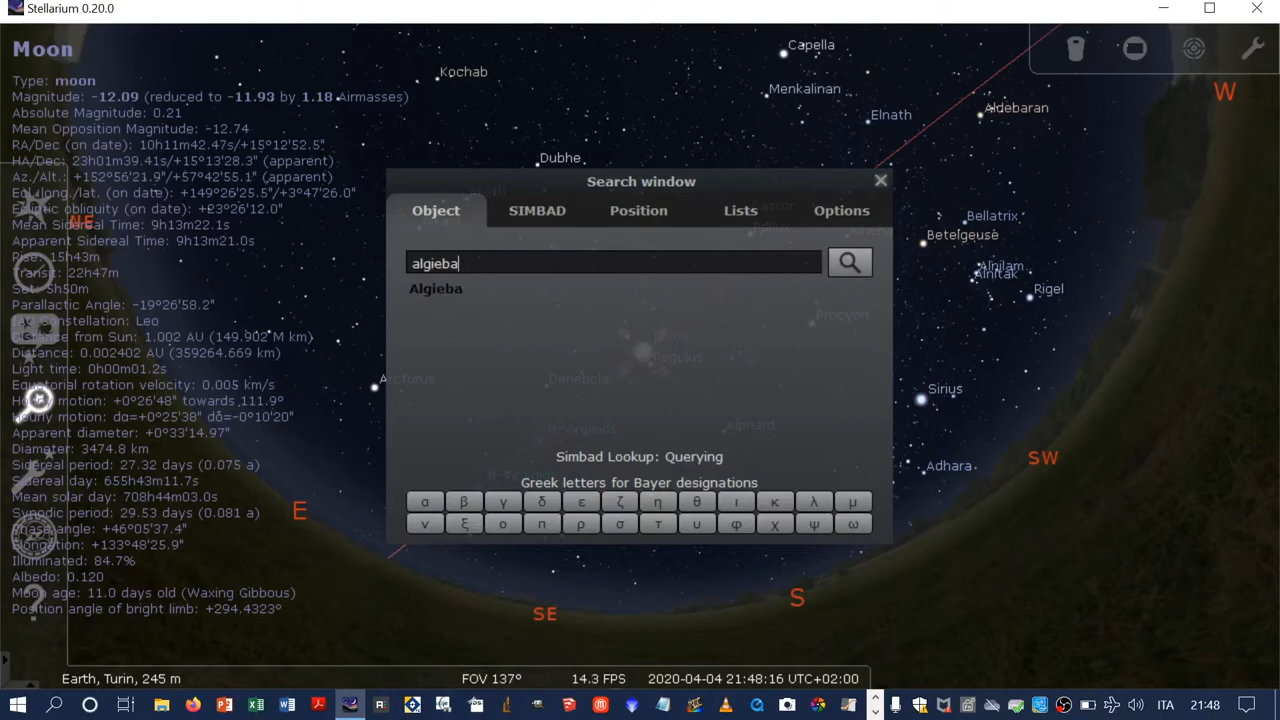 Stellarium 0.20.0
Moon
Type: moon
Magnitude: -12.09 (reduced to -11.93 by 1.18 Airmasses)
Absolute Magnitude: 0.21
Mean Opposition Magnitude: -12.74
RA/Dec (on date): 10h11m42.47s/+15°12'52.5"
HA/Dec: 23h01m39.41s/+15°13'28.3" (apparent)
Az./Alt.: +152°56'21.9"/+57°42'55.1" (apparent)
Ecl. long./lat. (on date): +149°26'25.5"/+3°47'26.0"
Ecliptic obliquity (on date): +23°26'12.0"
Mean Sidereal Time: 9h13m22.1s
Apparent Sidereal Time: 9h13m21.0s
Rise: 15h43m
Transit: 22h47m
Set: 5h50m
Parallactic Angle: -19°26'58.2"
IAU Constellation: Leo
Distance from Sun: 1.002 AU (149.902 M km)
Distance: 0.002402 AU (359264.669 km)
Light time: 0h00m01.2s
Equatorial rotation velocity: 0.005 km/s
Hourly motion: +0°26'48" towards 111.9°
Hourly motion: dα=+0°25'38" dδ=-0°10'20"
Apparent diameter: +0°33'14.97"
Diameter: 3474.8 km
Sidereal period: 27.32 days (0.075 a)
Sidereal day: 655h43m11.7s
Mean solar day: 708h44m03.0s
Synodic period: 29.53 days (0.081 a)
Phase angle: +46°05'37.4"
Elongation: +133°48'25.9"
Illuminated: 84.7%
Albedo: 0.120
Moon age: 11.0 days old (Waxing Gibbous)
Position angle of bright limb: +294.4323°
Kochab
Capella
Menkalinan
Elnath
Aldebaran
W
Dubhe
NE
Search window
Object SIMBAD Position Lists Options
algieba
Algieba
Bellatrix
Betelgeuse
Alnilam
Alnitak
Rigel
Procyon
Moon
Regulus
Arcturus
Denebola
Sirius
Alphard
Simbad Lookup: Querying
Greek letters for Bayer designations
α β γ δ ε ζ η θ ι κ λ μ
ν ξ ο π ρ σ τ υ φ χ ψ ω
SW
Adhara
E
S
SE
Earth, Turin, 245 m FOV 137° 14.3 FPS 2020-04-04 21:48:16 UTC+02:00
ITA 21:48